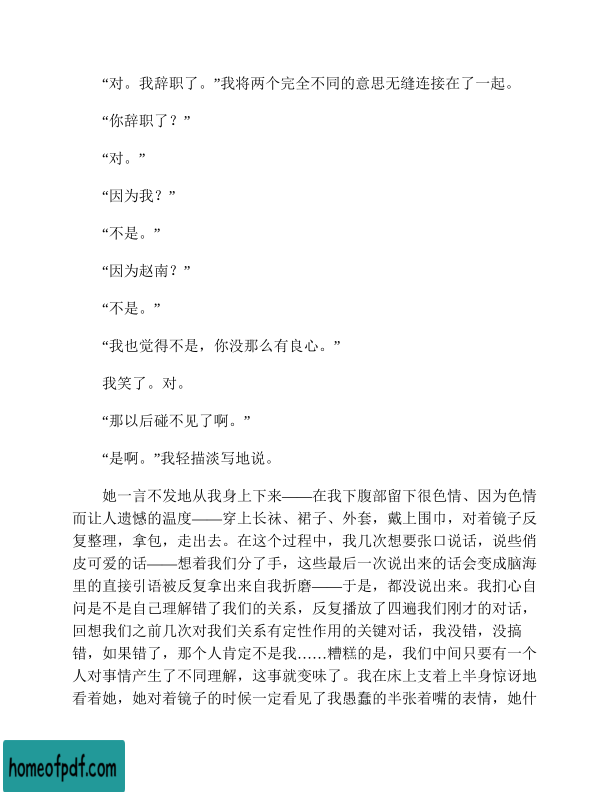 “对。我辞职了。”我将两个完全不同的意思无缝连接在了一起。
“你辞职了？”
“对。”
“因为我？”
“不是。”
“因为赵南？”
“不是。”
“我也觉得不是，你没那么有良心。”
我笑了。对。
“那以后碰不见了啊。”
“是啊。”我轻描淡写地说。
她一言不发地从我身上下来——在我下腹部留下很色情、因为色情
而让人遗憾的温度——穿上长袜、裙子、外套，戴上围巾，对着镜子反
复整理，拿包，走出去。在这个过程中，我几次想要张口说话，说些俏
皮可爱的话——想着我们分了手，这些最后一次说出来的话会变成脑海
里的直接引语被反复拿出来自我折磨——于是，都没说出来。我扪心自
问是不是自己理解错了我们的关系，反复播放了四遍我们刚才的对话，
回想我们之前几次对我们关系有定性作用的关键对话，我没错，没搞
错，如果错了，那个人肯定不是我……糟糕的是，我们中间只要有一个
人对事情产生了不同理解，这事就变味了。我在床上支着上半身惊讶地
看着她，她对着镜子的时候一定看见了我愚蠢的半张着嘴的表情，她什
homeofpdf.com